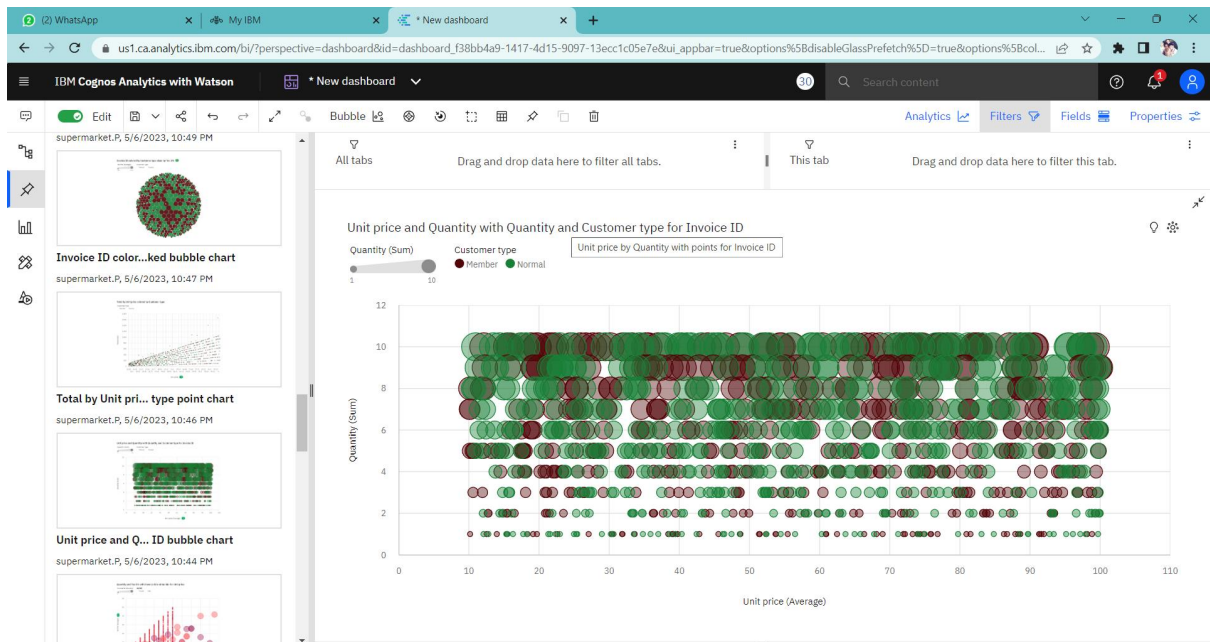 (2) WhatsApp
My IBM
* New dashboard
us1.ca.analytics.ibm.com/bi/?perspective=dashboard&id=dashboard_f38bb4a9-1417-4d15-9097-13ecc1c05e7e&ui_appbar=true&options%5BdisableGlassPrefetch%5D=true&options%5Bcol...
IBM Cognos Analytics with Watson
* New dashboard
30
Search content
1
Edit
Bubble
Analytics
Filters
Fields
Properties
supermarket.P, 5/6/2023, 10:49 PM
Invoice ID color...ked bubble chart
supermarket.P, 5/6/2023, 10:47 PM
Total by Unit pri... type point chart
supermarket.P, 5/6/2023, 10:46 PM
Unit price and Q... ID bubble chart
supermarket.P, 5/6/2023, 10:44 PM
All tabs
Drag and drop data here to filter all tabs.
This tab
Drag and drop data here to filter this tab.
Unit price and Quantity with Quantity and Customer type for Invoice ID
Unit price by Quantity with points for Invoice ID
Quantity (Sum)
1 10
Customer type
Member Normal
Quantity (Sum)
12
10
8
6
4
2
0
0 10 20 30 40 50 60 70 80 90 100 110
Unit price (Average)